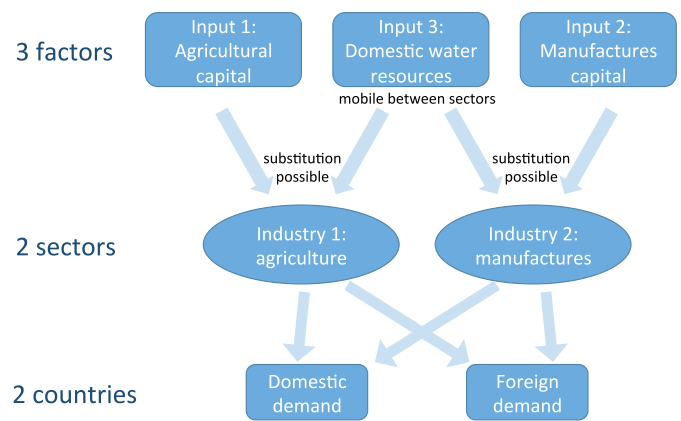 3 factors
Input 1:
Agricultural
capital
Input 3:
Domestic water
resources
Input 2:
Manufactures
capital
mobile between sectors
substitution
possible
substitution
possible
2 sectors
Industry 1:
agriculture
Industry 2:
manufactures
2 countries
Domestic
demand
Foreign
demand